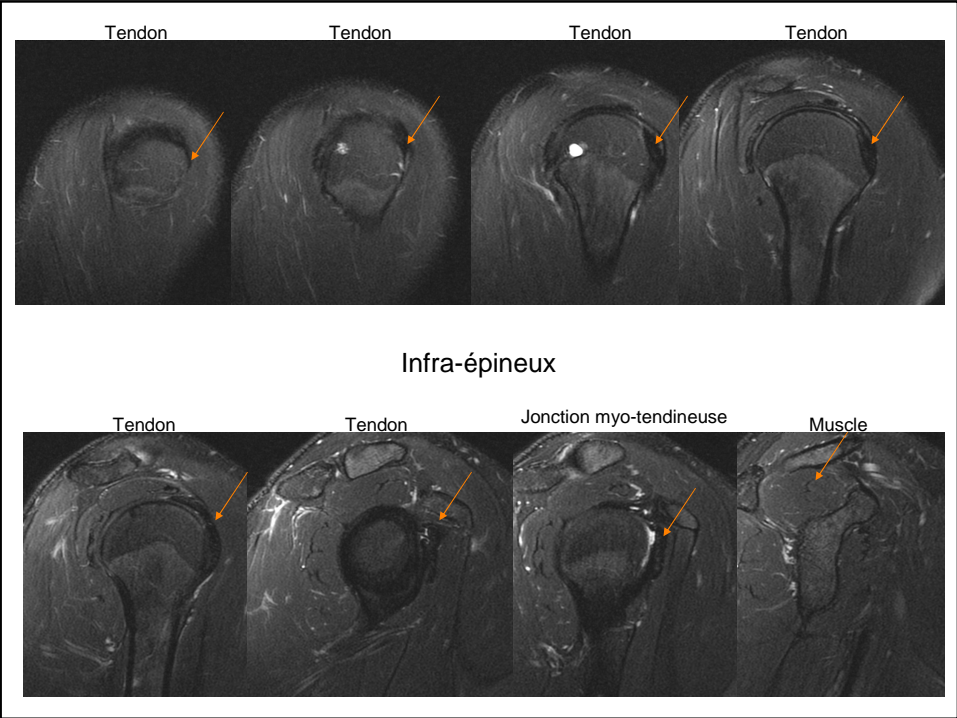 Tendon
Tendon
Tendon
Tendon
Infra-épineux
Tendon
Tendon
Jonction myo-tendineuse
Muscle